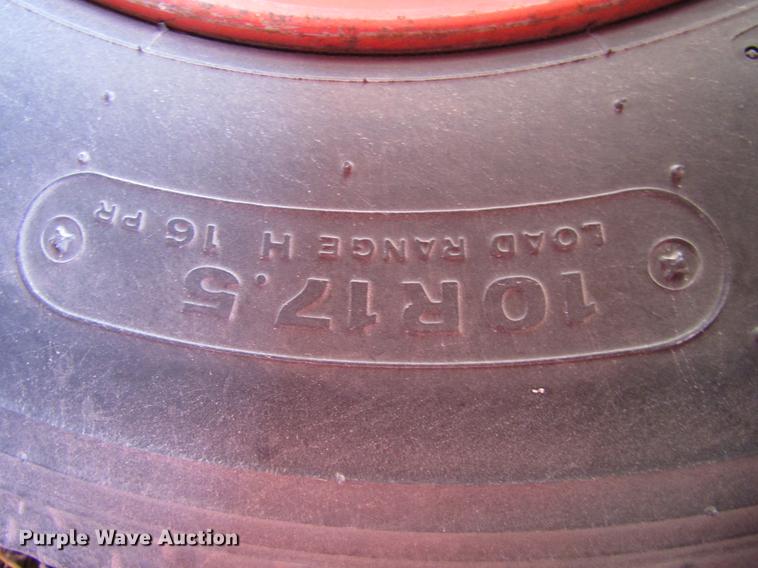 10R17.5
LOAD RANGE H 16 PR
Purple Wave Auction